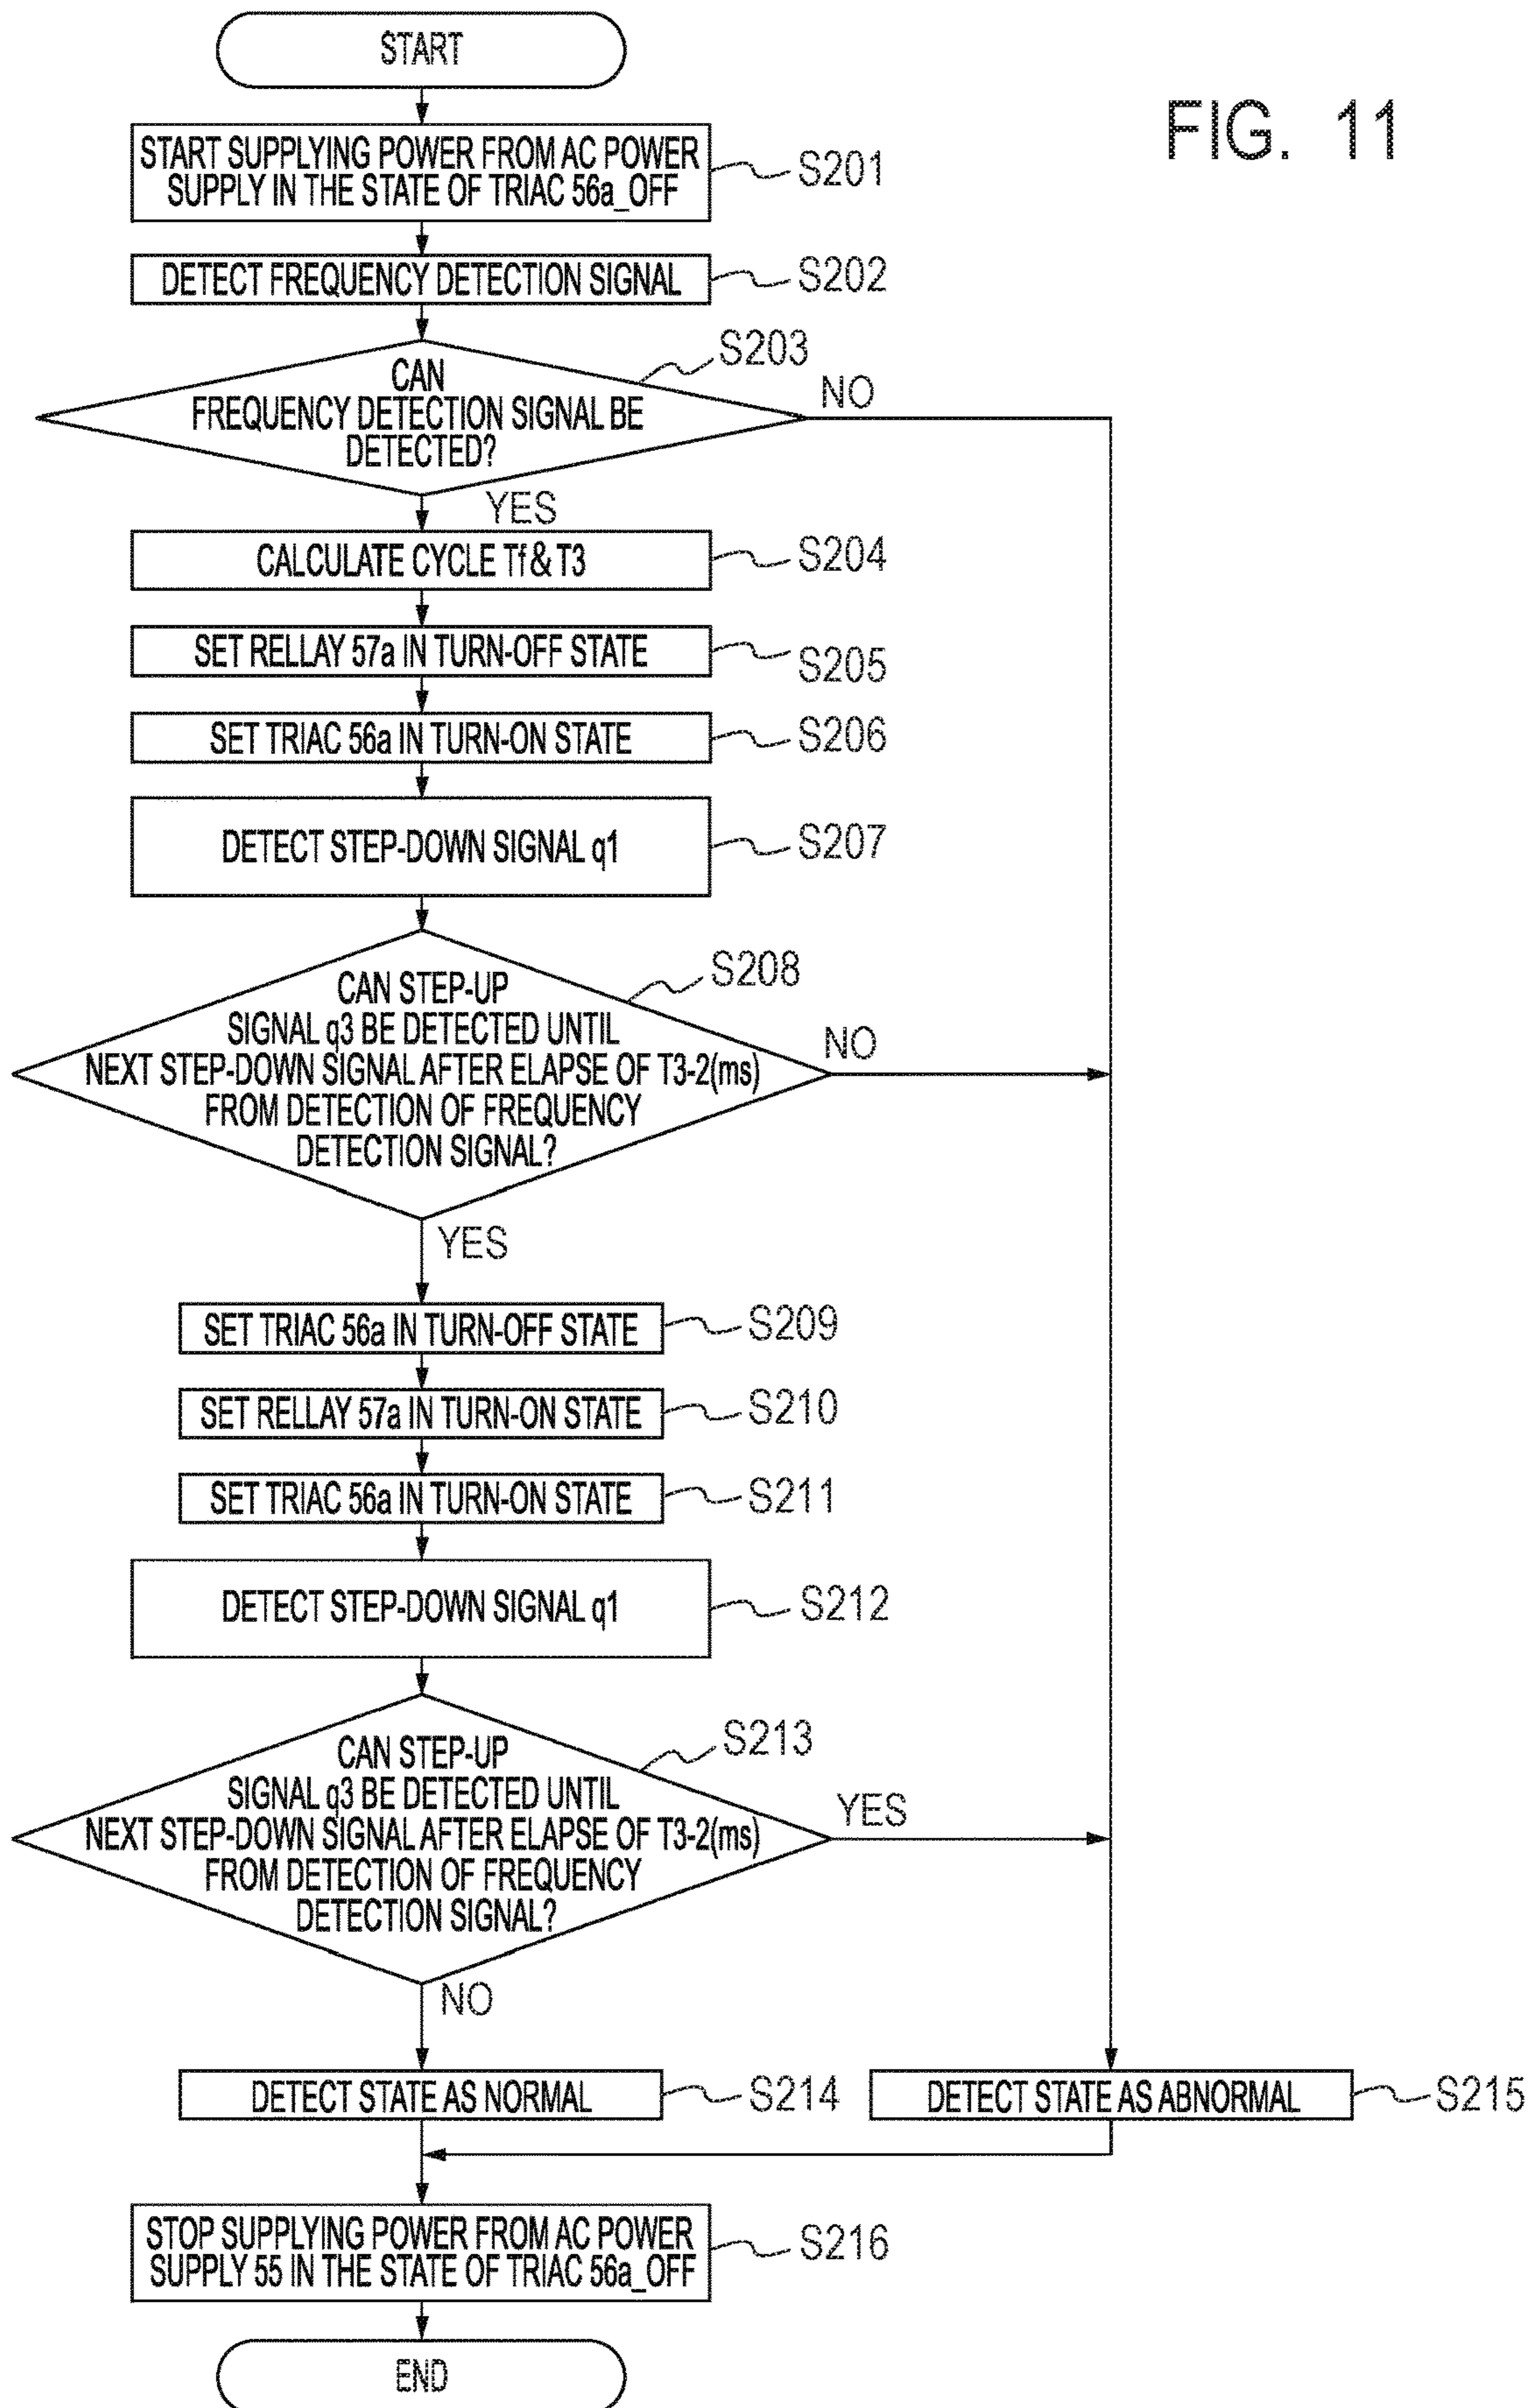 START
FIG. 11
START SUPPLYING POWER FROM AC POWER
SUPPLY IN THE STATE OF TRIAC 56a_OFF
S201
DETECT FREQUENCY DETECTION SIGNAL
S202
S203
CAN
FREQUENCY DETECTION SIGNAL BE
DETECTED?
NO
YES
CALCULATE CYCLE Tf & T3
S204
SET RELLAY 57a IN TURN-OFF STATE
S205
SET TRIAC 56a IN TURN-ON STATE
S206
DETECT STEP-DOWN SIGNAL q1
S207
S208
CAN STEP-UP
SIGNAL q3 BE DETECTED UNTIL
NEXT STEP-DOWN SIGNAL AFTER ELAPSE OF T3-2(ms)
FROM DETECTION OF FREQUENCY
DETECTION SIGNAL?
NO
YES
SET TRIAC 56a IN TURN-OFF STATE
S209
SET RELLAY 57a IN TURN-ON STATE
S210
SET TRIAC 56a IN TURN-ON STATE
S211
DETECT STEP-DOWN SIGNAL q1
S212
S213
CAN STEP-UP
SIGNAL q3 BE DETECTED UNTIL
NEXT STEP-DOWN SIGNAL AFTER ELAPSE OF T3-2(ms)
FROM DETECTION OF FREQUENCY
DETECTION SIGNAL?
YES
NO
DETECT STATE AS NORMAL
S214
DETECT STATE AS ABNORMAL
S215
STOP SUPPLYING POWER FROM AC POWER
SUPPLY 55 IN THE STATE OF TRIAC 56a_OFF
S216
END